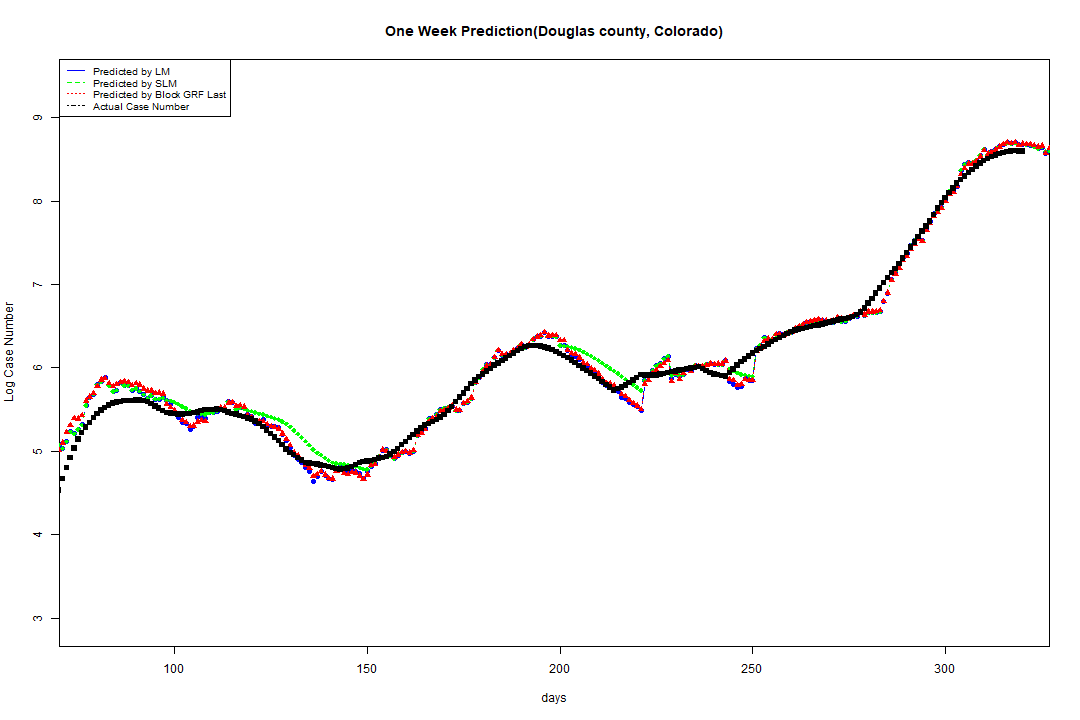 One Week Prediction(Douglas county, Colorado)
Predicted by LM
Predicted by SLM
Predicted by Block GRF Last
Actual Case Number
Log Case Number
9
8
7
6
5
4
3
100 150 200 250 300
days